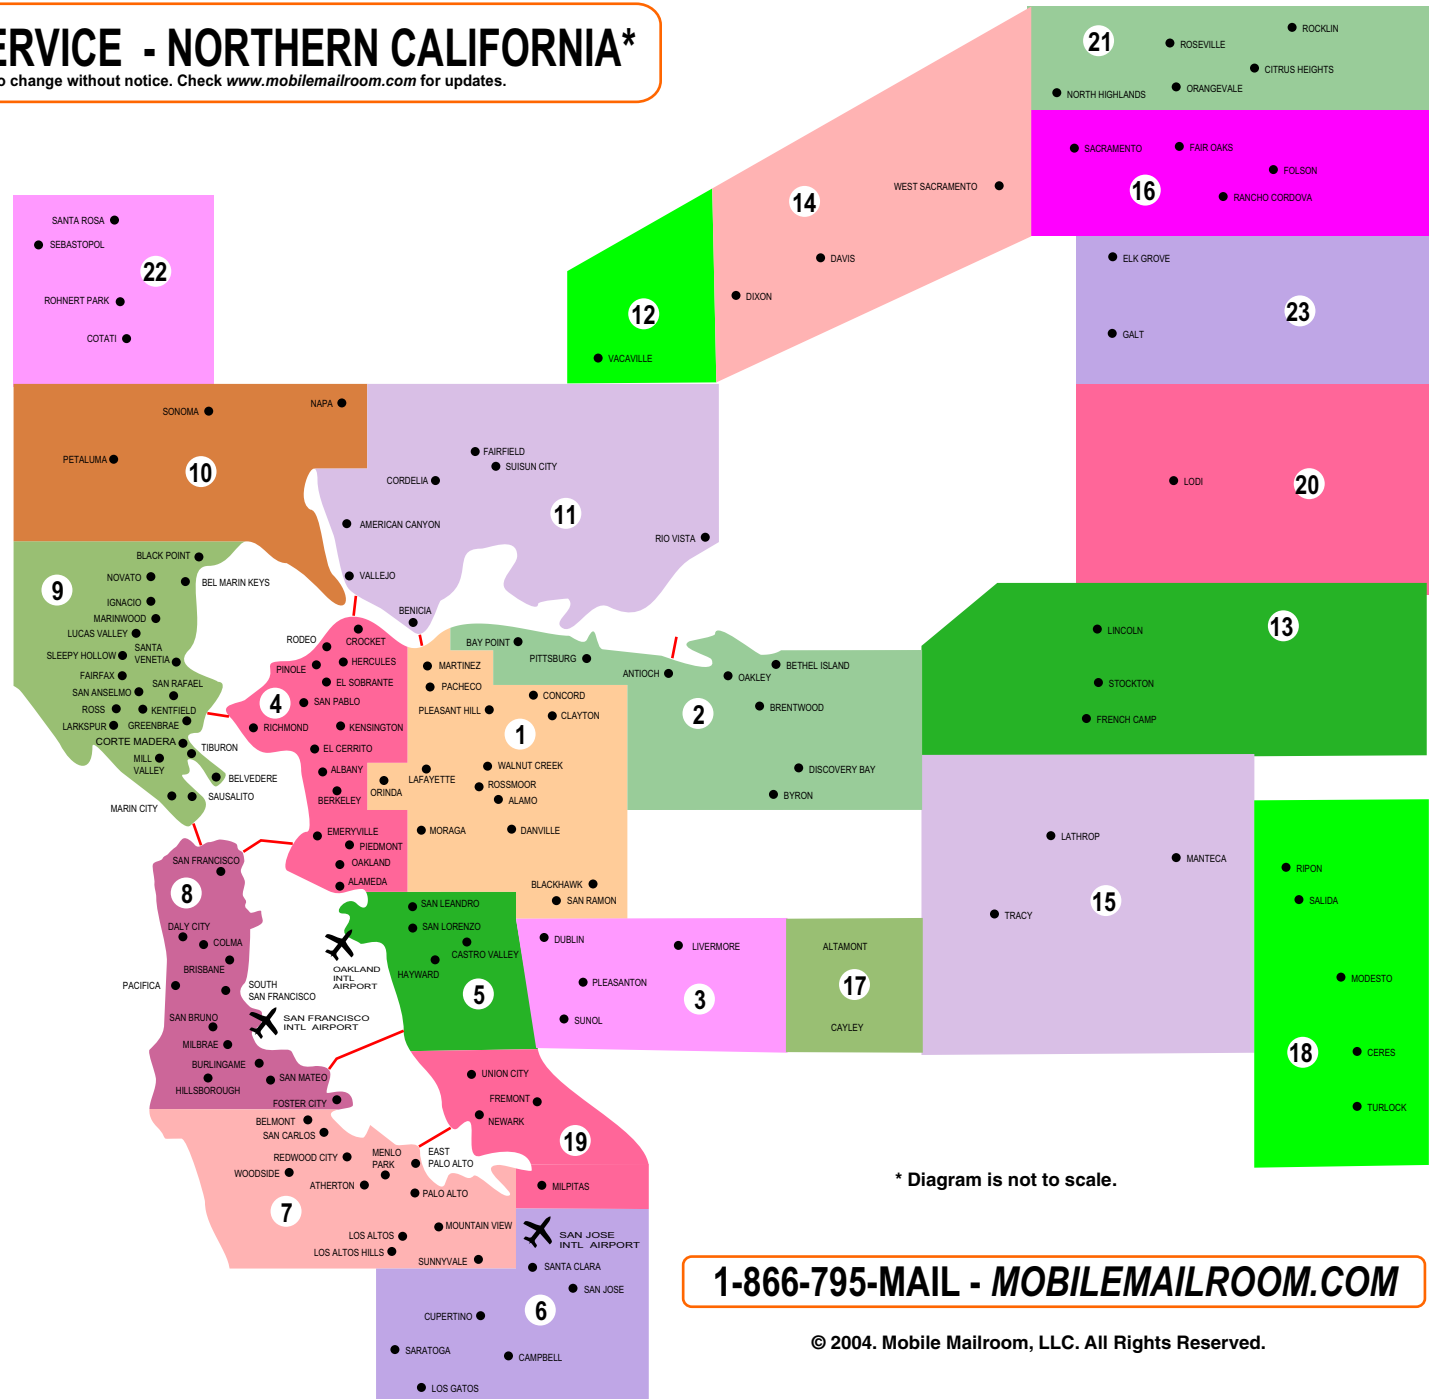 ERVICE - NORTHERN CALIFORNIA*
o change without notice. Check www.mobilemailroom.com for updates.
21
ROCKLIN
ROSEVILLE
CITRUS HEIGHTS
ORANGEVALE
NORTH HIGHLANDS
SACRAMENTO
FAIR OAKS
FOLSON
16
RANCHO CORDOVA
WEST SACRAMENTO
14
DAVIS
DIXON
12
VACAVILLE
ELK GROVE
23
GALT
SANTA ROSA
SEBASTOPOL
22
ROHNERT PARK
COTATI
SONOMA
NAPA
PETALUMA
10
FAIRFIELD
SUISUN CITY
CORDELIA
11
AMERICAN CANYON
RIO VISTA
VALLEJO
BENICIA
LODI
20
BLACK POINT
9
NOVATO
BEL MARIN KEYS
IGNACIO
MARINWOOD
LUCAS VALLEY
SLEEPY HOLLOW
SANTA
VENETIA
FAIRFAX
SAN RAFAEL
SAN ANSELMO
ROSS
KENTFIELD
LARKSPUR
GREENBRAE
CORTE MADERA
TIBURON
MILL
VALLEY
BELVEDERE
MARIN CITY
SAUSALITO
CROCKET
RODEO
PINOLE
HERCULES
EL SOBRANTE
4
SAN PABLO
RICHMOND
KENSINGTON
EL CERRITO
ALBANY
BERKELEY
EMERYVILLE
PIEDMONT
OAKLAND
ALAMEDA
MARTINEZ
PACHECO
CONCORD
PLEASANT HILL
CLAYTON
1
WALNUT CREEK
LAFAYETTE
ORINDA
ROSSMOOR
ALAMO
MORAGA
DANVILLE
BLACKHAWK
SAN RAMON
BAY POINT
PITTSBURG
ANTIOCH
OAKLEY
BETHEL ISLAND
2
BRENTWOOD
DISCOVERY BAY
BYRON
13
LINCOLN
STOCKTON
FRENCH CAMP
LATHROP
MANTECA
15
TRACY
RIPON
SALIDA
MODESTO
18
CERES
TURLOCK
SAN FRANCISCO
8
DALY CITY
COLMA
BRISBANE
PACIFICA
SOUTH
SAN FRANCISCO
SAN BRUNO
SAN FRANCISCO
INTL AIRPORT
MILBRAE
BURLINGAME
HILLSBOROUGH
SAN MATEO
FOSTER CITY
OAKLAND
INTL
AIRPORT
SAN LEANDRO
SAN LORENZO
CASTRO VALLEY
HAYWARD
5
DUBLIN
LIVERMORE
PLEASANTON
3
SUNOL
ALTAMONT
17
CAYLEY
UNION CITY
FREMONT
NEWARK
19
MILPITAS
BELMONT
SAN CARLOS
REDWOOD CITY
WOODSIDE
MENLO
PARK
EAST
PALO ALTO
ATHERTON
PALO ALTO
7
MOUNTAIN VIEW
LOS ALTOS
LOS ALTOS HILLS
SUNNYVALE
SAN JOSE
INTL AIRPORT
SANTA CLARA
SAN JOSE
6
CUPERTINO
SARATOGA
CAMPBELL
LOS GATOS
* Diagram is not to scale.
1-866-795-MAIL - MOBILEMAILROOM.COM
© 2004. Mobile Mailroom, LLC. All Rights Reserved.